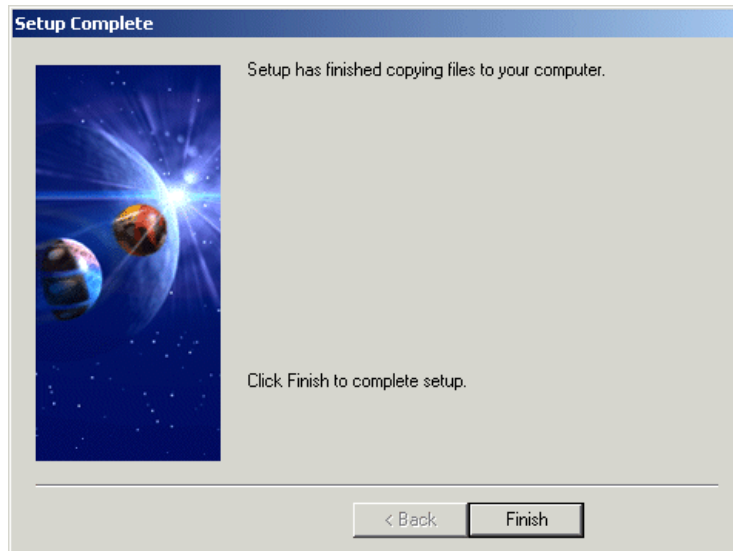 Setup Complete
Setup has finished copying files to your computer.
Click Finish to complete setup.
< Back
Finish